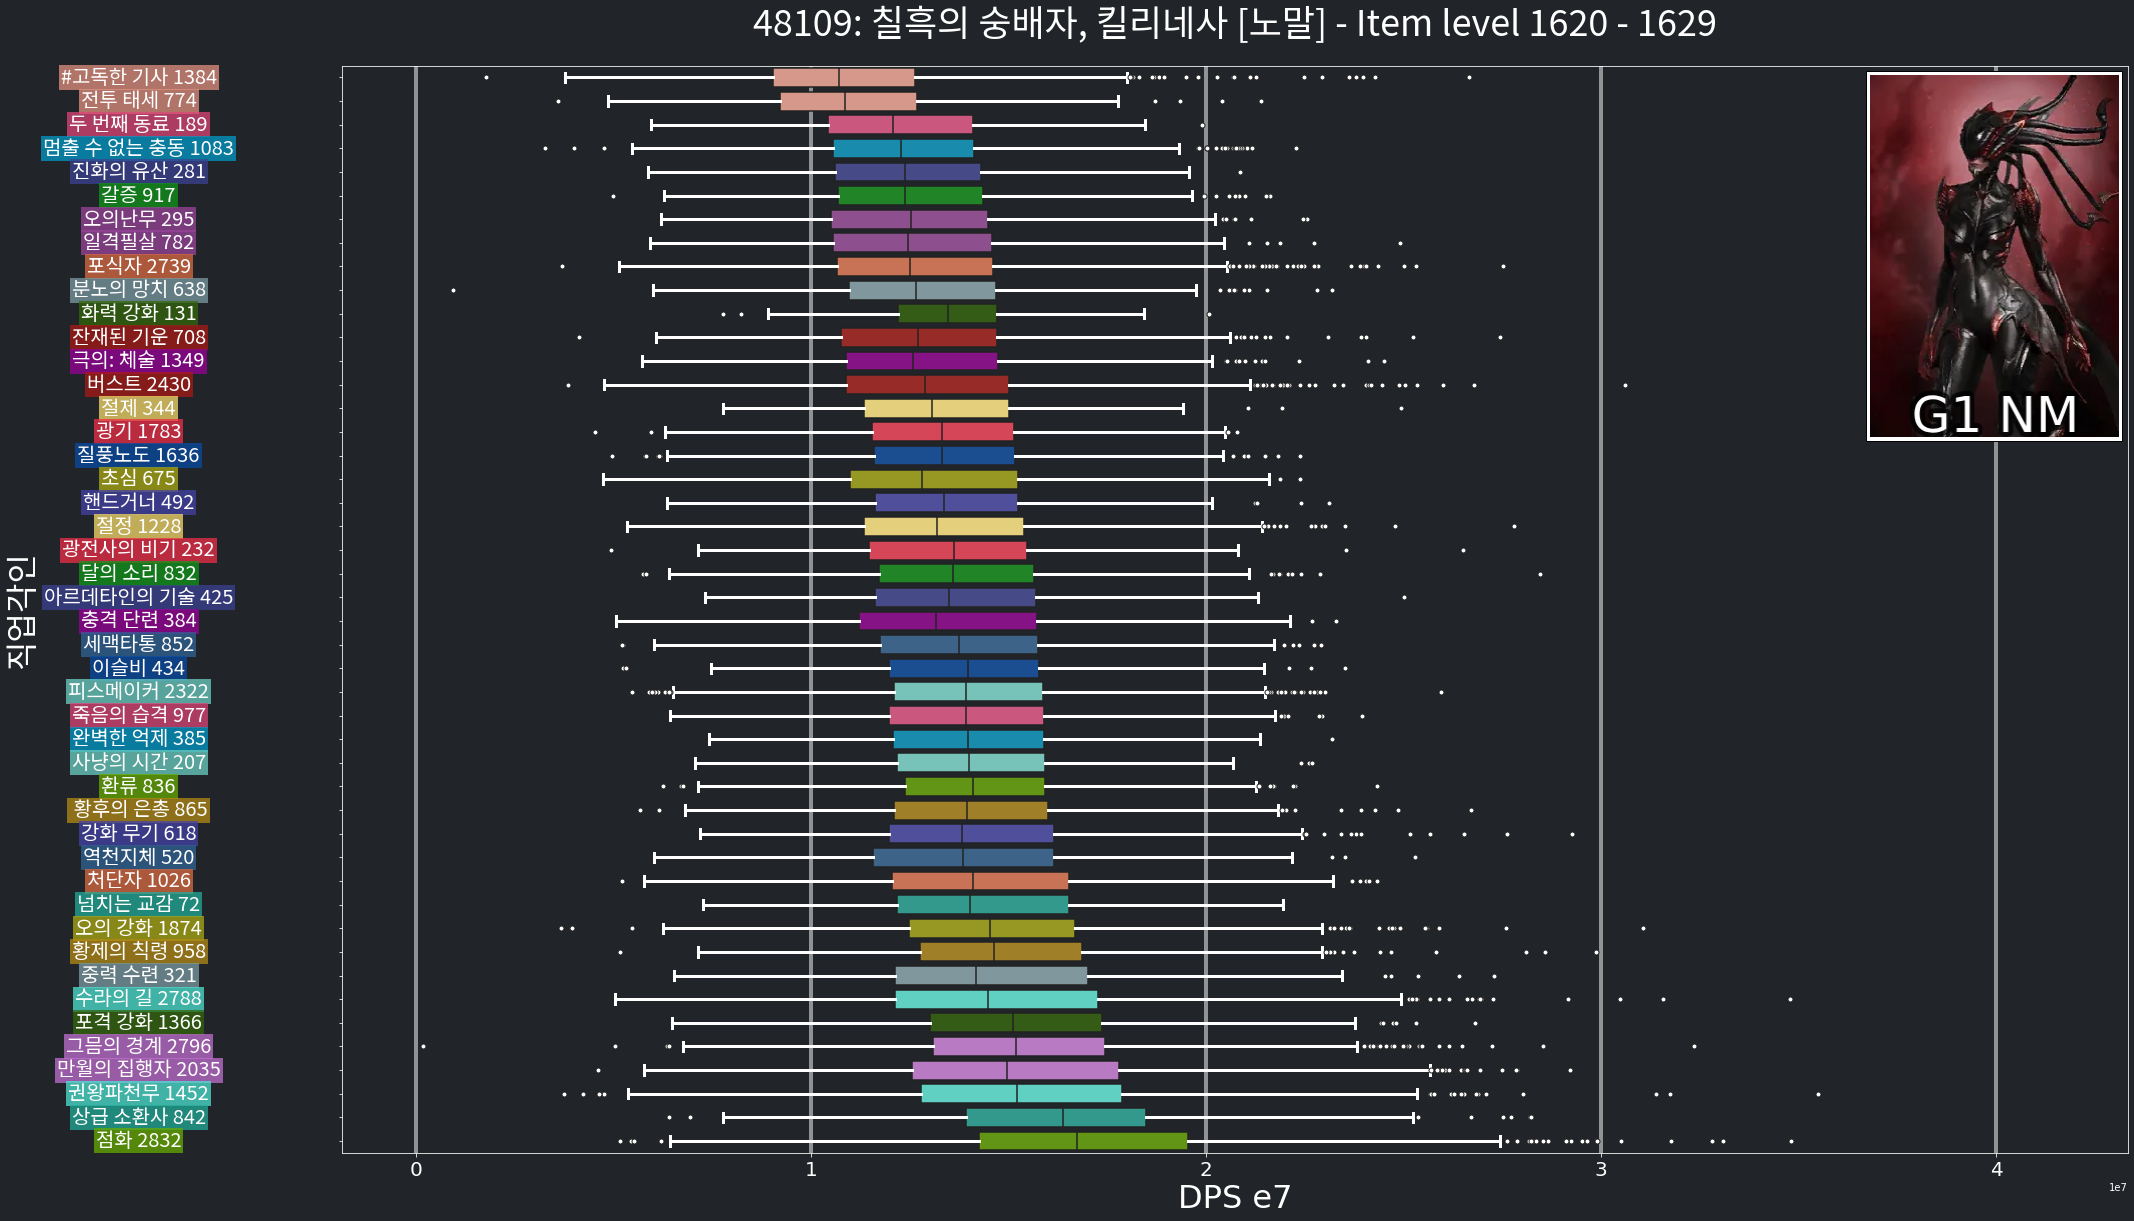 48109: 칠흑의 숭배자, 킬리네사 [노말] - Item level 1620 - 1629
#고독한 기사 1384
전투 태세 774
두 번째 동료 189
멈출 수 없는 충동 1083
진화의 유산 281
갈증 917
오의난무 295
일격필살 782
포식자 2739
분노의 망치 638
화력 강화 131
잔재된 기운 708
극의: 체술 1349
버스트 2430
절제 344
광기 1783
질풍노도 1636
초심 675
핸드거너 492
절정 1228
광전사의 비기 232
달의 소리 832
아르데타인의 기술 425
충격 단련 384
세맥타통 852
이슬비 434
피스메이커 2322
죽음의 습격 977
완벽한 억제 385
사냥의 시간 207
환류 836
황후의 은총 865
강화 무기 618
역천지체 520
처단자 1026
넘치는 교감 72
오의 강화 1874
황제의 칙령 958
중력 수련 321
수라의 길 2788
포격 강화 1366
그믐의 경계 2796
만월의 집행자 2035
권왕파천무 1452
상급 소환사 842
점화 2832
직업각인
G1 NM
0 1 2 3 4
DPS e7
1e7